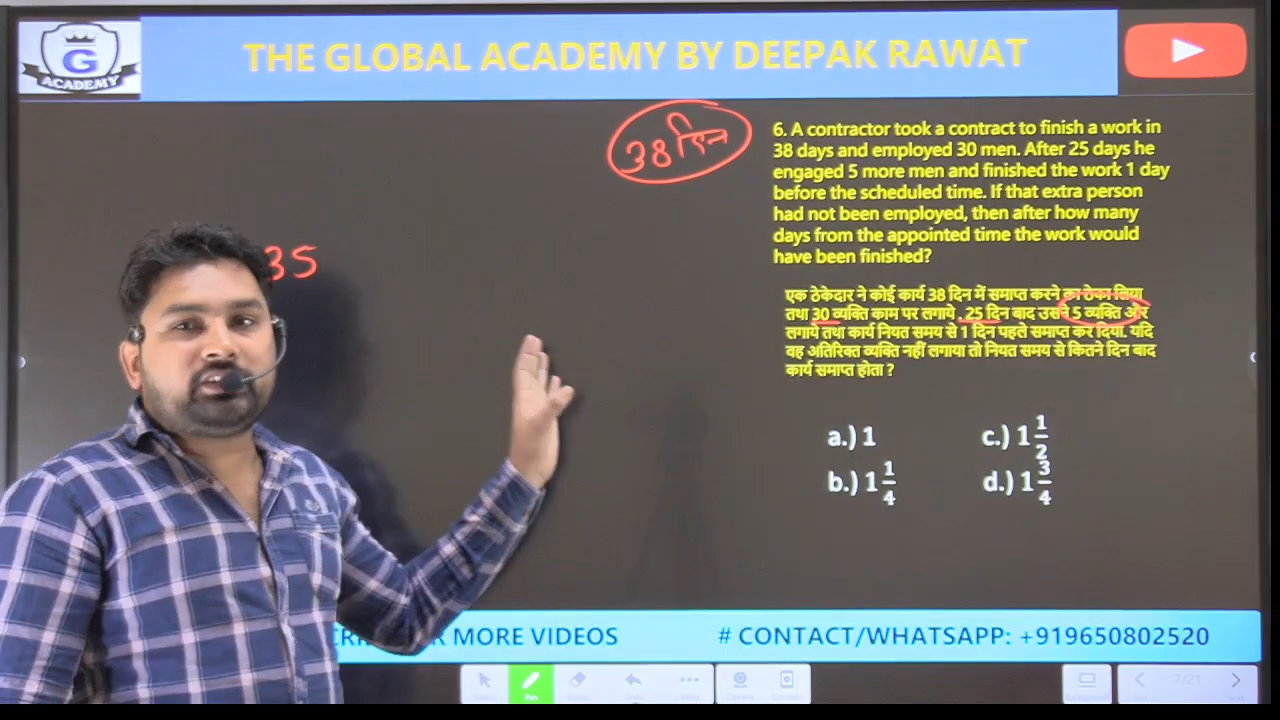 G
ACADEMY
THE GLOBAL ACADEMY BY DEEPAK RAWAT
38 दिन
35
6. A contractor took a contract to finish a work in
38 days and employed 30 men. After 25 days he
engaged 5 more men and finished the work 1 day
before the scheduled time. If that extra person
had not been employed, then after how many
days from the appointed time the work would
have been finished?
एक ठेकेदार ने कोई कार्य 38 दिन में समाप्त करने का ठेका लिया
तथा 30 व्यक्ति काम पर लगाये . 25 दिन बाद उसने 5 व्यक्ति और
लगाये तथा कार्य नियत समय से 1 दिन पहले समाप्त कर दिया. यदि
वह अतिरिक्त व्यक्ति नहीं लगाया तो नियत समय से कितने दिन बाद
कार्य समाप्त होता ?
a.) 1
c.) 1 1/2
b.) 1 1/4
d.) 1 3/4
MORE VIDEOS
# CONTACT/WHATSAPP: +919650802520
Pen
7/21